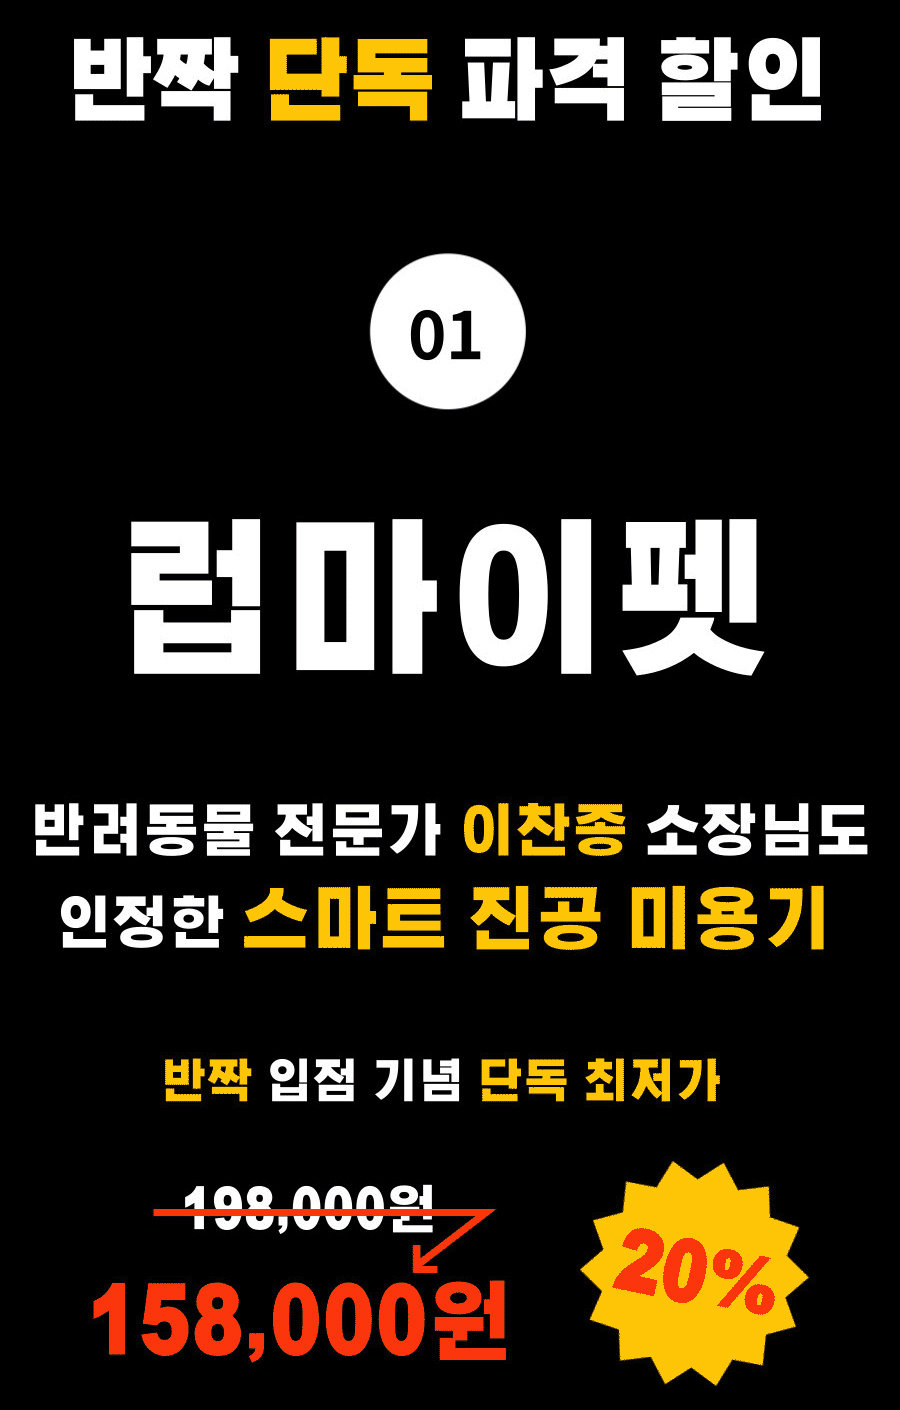 반짝 단독 파격 할인
01
럽마이펫
반려동물 전문가 이찬종 소장님도
인정한 스마트 진공 미용기
반짝 입점 기념 단독 최저가
198,000원
158,000원
20%